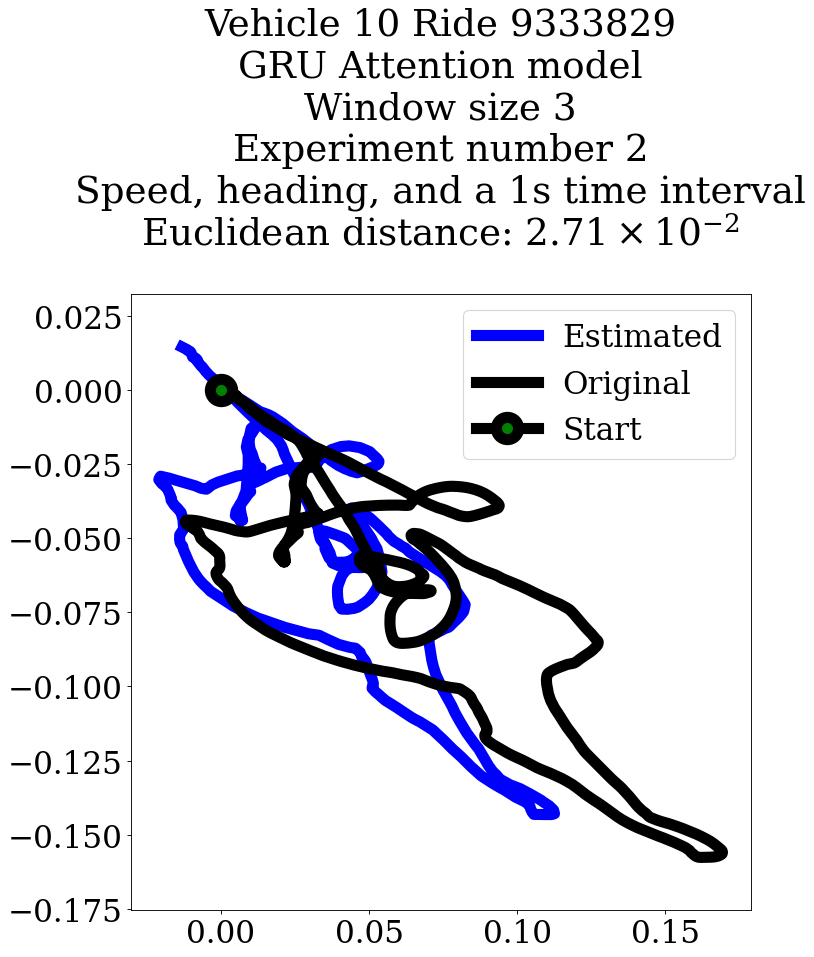 Vehicle 10 Ride 9333829
GRU Attention model
Window size 3
Experiment number 2
Speed, heading, and a 1s time interval
Euclidean distance: 2.71 × 10⁻²
Estimated
Original
Start
0.025
0.000
−0.025
−0.050
−0.075
−0.100
−0.125
−0.150
−0.175
0.00 0.05 0.10 0.15